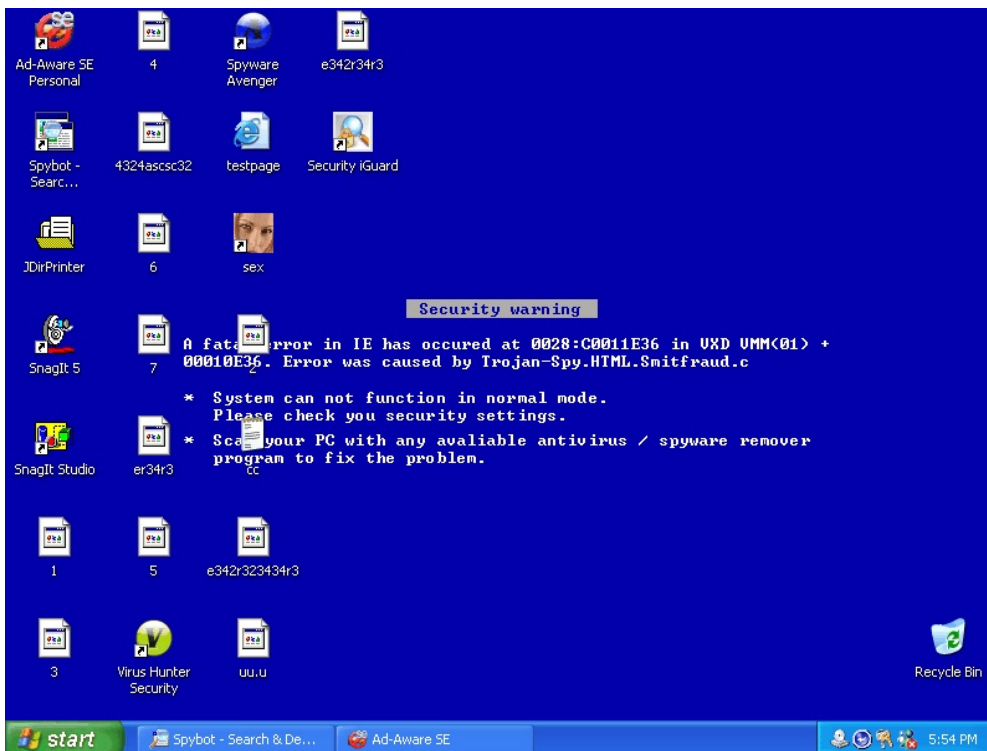 Ad-Aware SE
Personal
4
Spyware
Avenger
e342r34r3
Spybot -
Searc...
4324ascsc32
testpage
Security iGuard
JDirPrinter
6
sex
Security warning
SnagIt 5
7
2
A fatal error in IE has occured at 0028:C0011E36 in VXD VMM(01) +
00010E36. Error was caused by Trojan-Spy.HTML.Smitfraud.c
* System can not function in normal mode.
Please check you security settings.
* Scan your PC with any avaliable antivirus / spyware remover
program to fix the problem.
SnagIt Studio
er34r3
cc
1
5
e342r323434r3
3
Virus Hunter
Security
uu.u
Recycle Bin
start
Spybot - Search & De...
Ad-Aware SE
5:54 PM